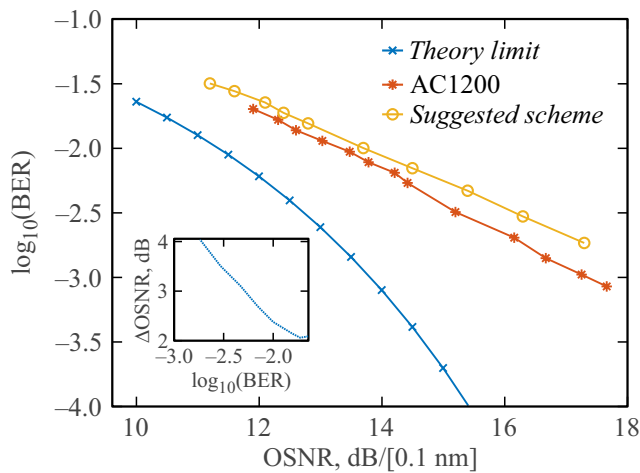 −1.0
−1.5
−2.0
−2.5
−3.0
−3.5
−4.0
log10(BER)
Theory limit
AC1200
Suggested scheme
4
3
2
ΔOSNR, dB
−3.0 −2.5 −2.0
log10(BER)
10 12 14 16 18
OSNR, dB/[0.1 nm]